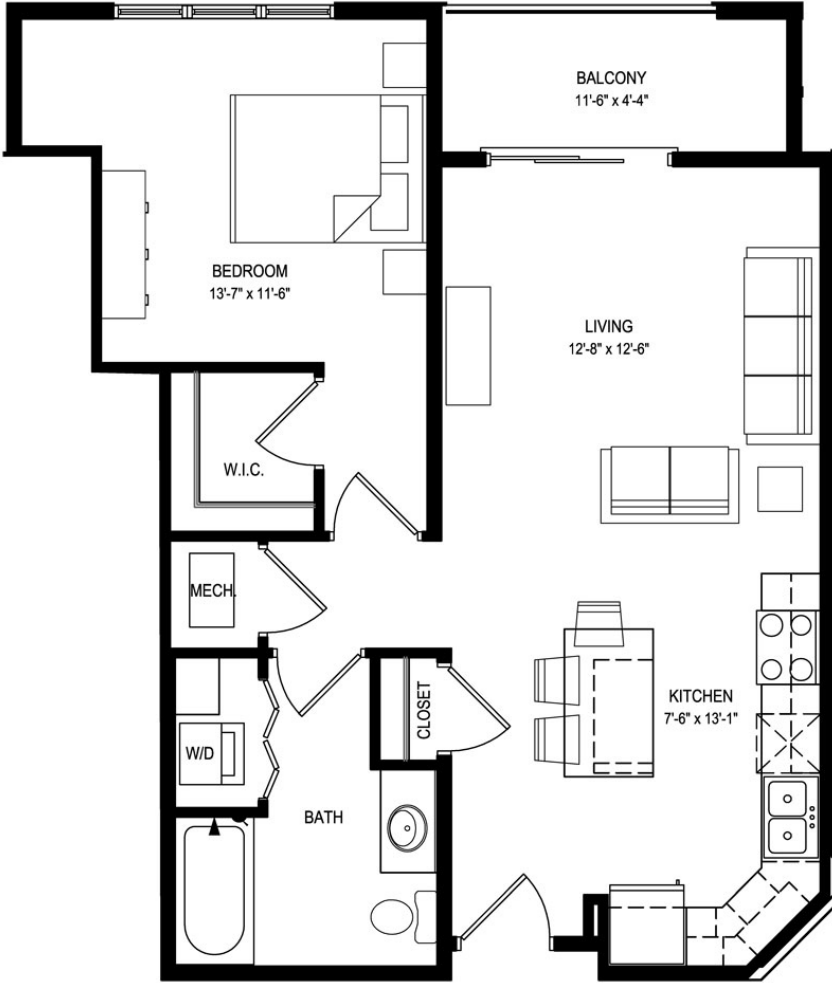 BALCONY
11'-6" x 4'-4"
BEDROOM
13'-7" x 11'-6"
LIVING
12'-8" x 12'-6"
W.I.C.
MECH.
CLOSET
KITCHEN
7'-6" x 13'-1"
W/D
BATH